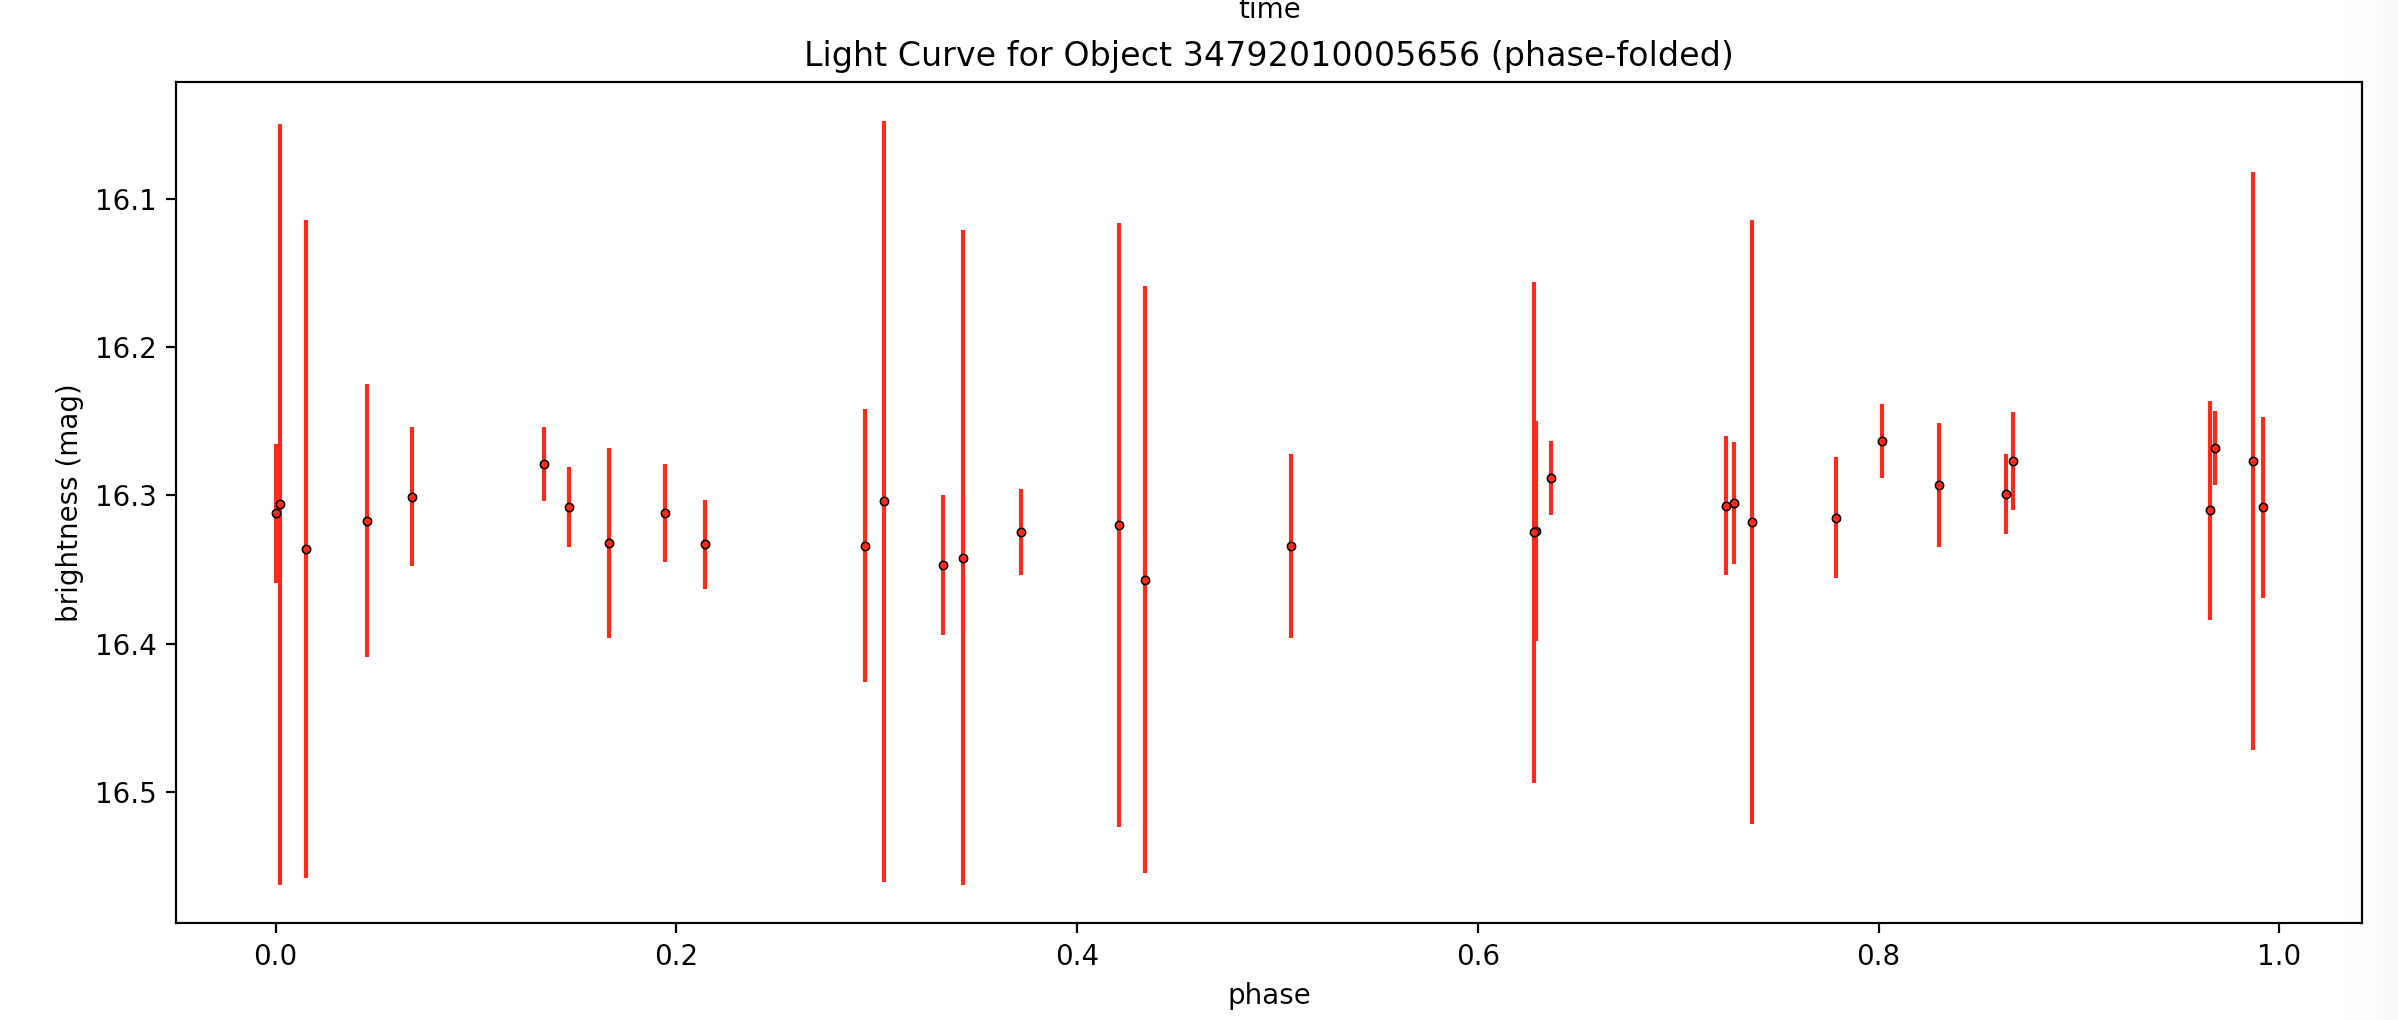 time
Light Curve for Object 34792010005656 (phase-folded)
brightness (mag)
16.1
16.2
16.3
16.4
16.5
0.0 0.2 0.4 0.6 0.8 1.0
phase